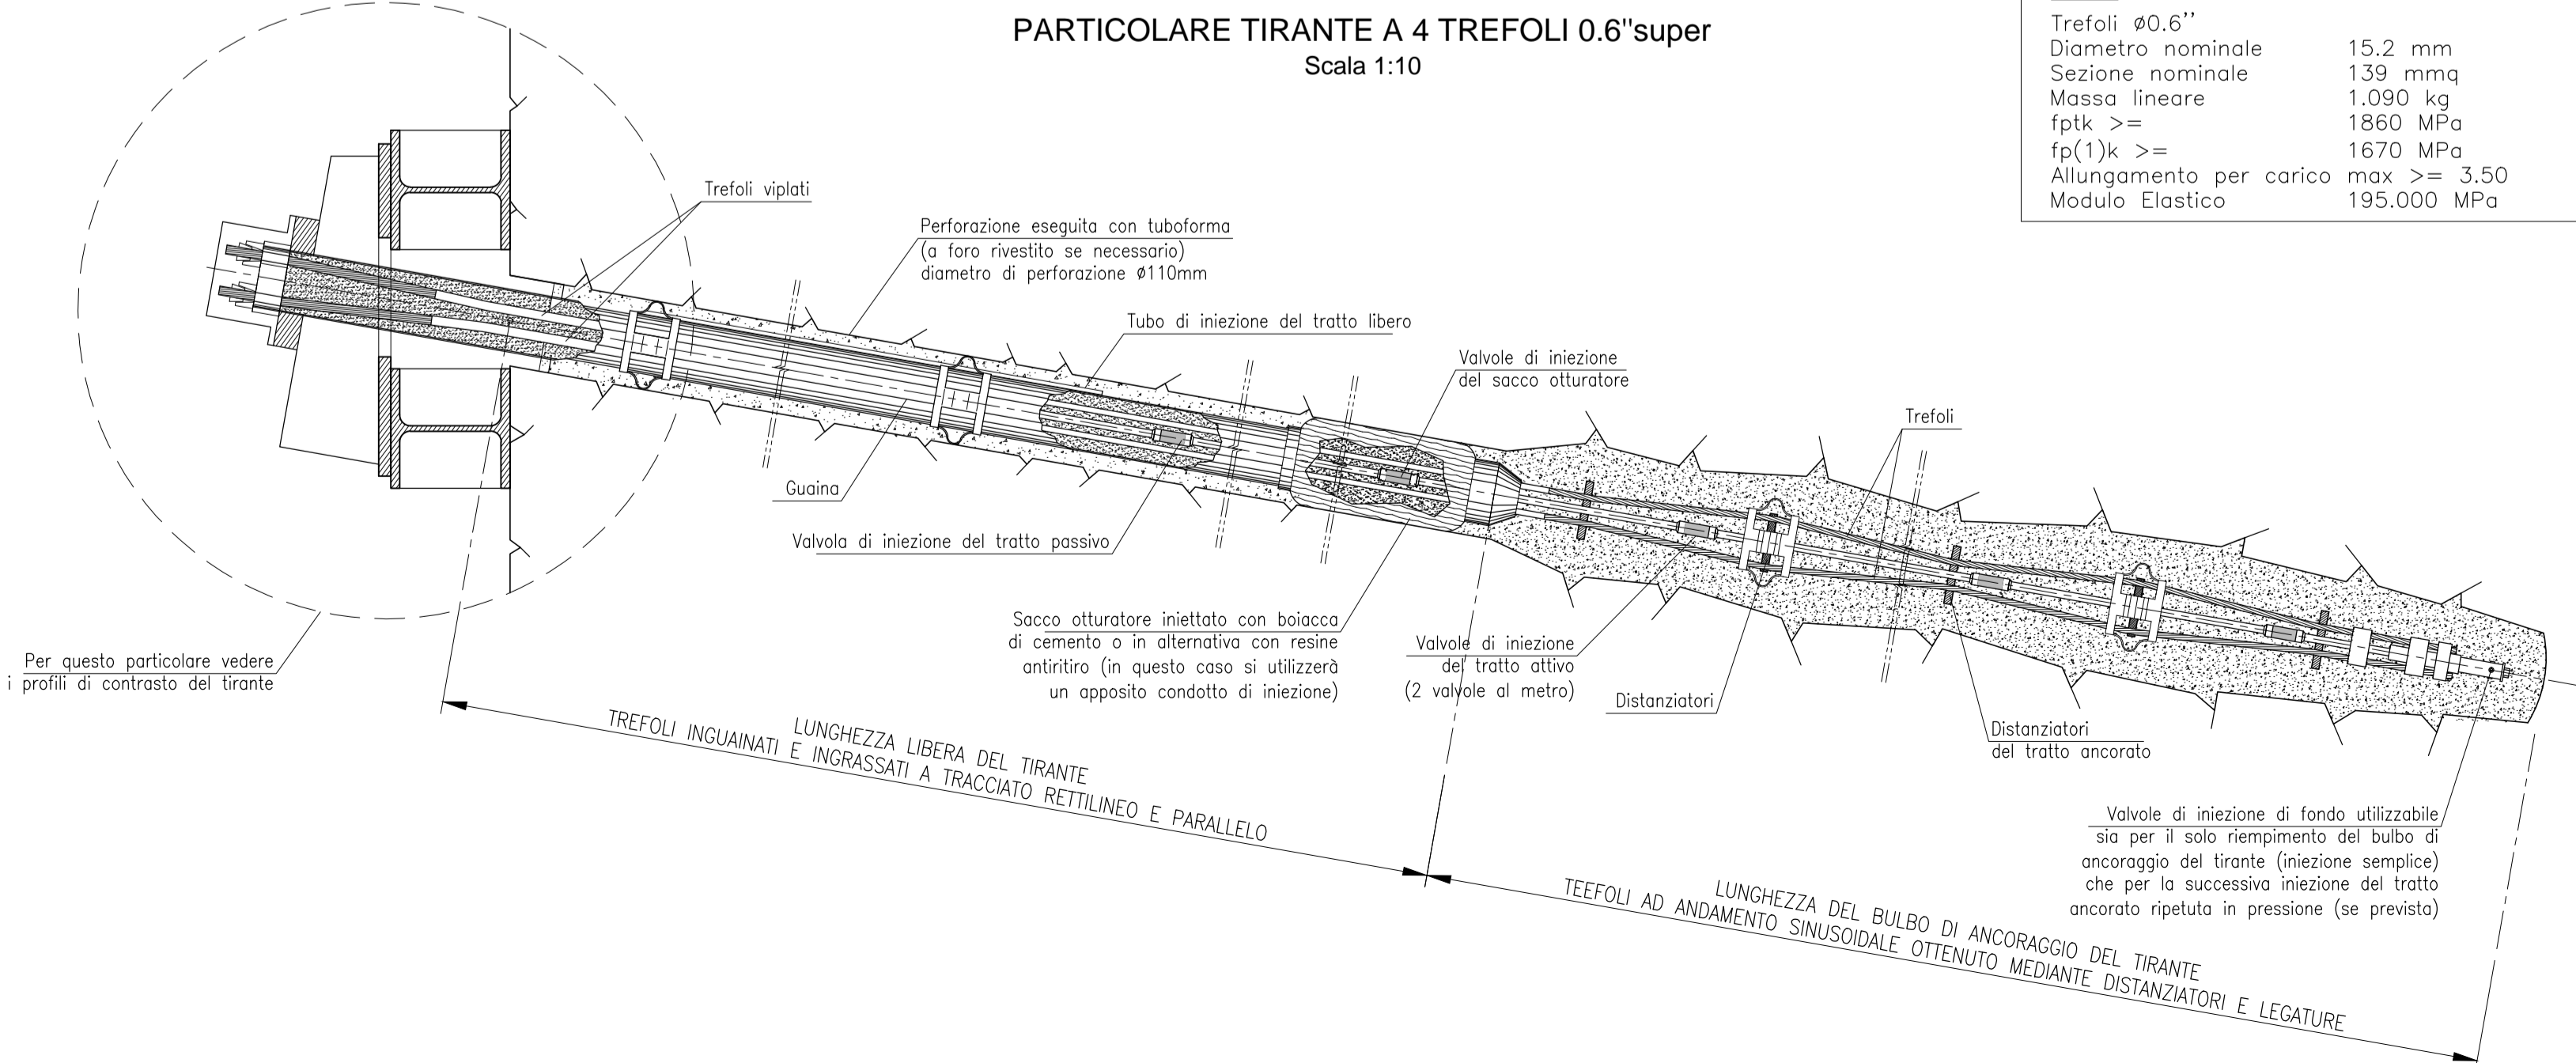 PARTICOLARE TIRANTE A 4 TREFOLI 0.6"super
Scala 1:10
Trefoli ø0.6''
Diametro nominale 15.2 mm
Sezione nominale 139 mmq
Massa lineare 1.090 kg
fptk >= 1860 MPa
fp(1)k >= 1670 MPa
Allungamento per carico max >= 3.50
Modulo Elastico 195.000 MPa
Trefoli viplati
Perforazione eseguita con tuboforma
(a foro rivestito se necessario)
diametro di perforazione ø110mm
Tubo di iniezione del tratto libero
Valvole di iniezione
del sacco otturatore
Trefoli
Guaina
Valvola di iniezione del tratto passivo
Sacco otturatore iniettato con boiacca
di cemento o in alternativa con resine
antiritiro (in questo caso si utilizzerà
un apposito condotto di iniezione)
Valvole di iniezione
del tratto attivo
(2 valvole al metro)
Distanziatori
Distanziatori
del tratto ancorato
Per questo particolare vedere
i profili di contrasto del tirante
LUNGHEZZA LIBERA DEL TIRANTE
TREFOLI INGUAINATI E INGRASSATI A TRACCIATO RETTILINEO E PARALLELO
Valvole di iniezione di fondo utilizzabile
sia per il solo riempimento del bulbo di
ancoraggio del tirante (iniezione semplice)
che per la successiva iniezione del tratto
ancorato ripetuta in pressione (se prevista)
LUNGHEZZA DEL BULBO DI ANCORAGGIO DEL TIRANTE
TEEFOLI AD ANDAMENTO SINUSOIDALE OTTENUTO MEDIANTE DISTANZIATORI E LEGATURE